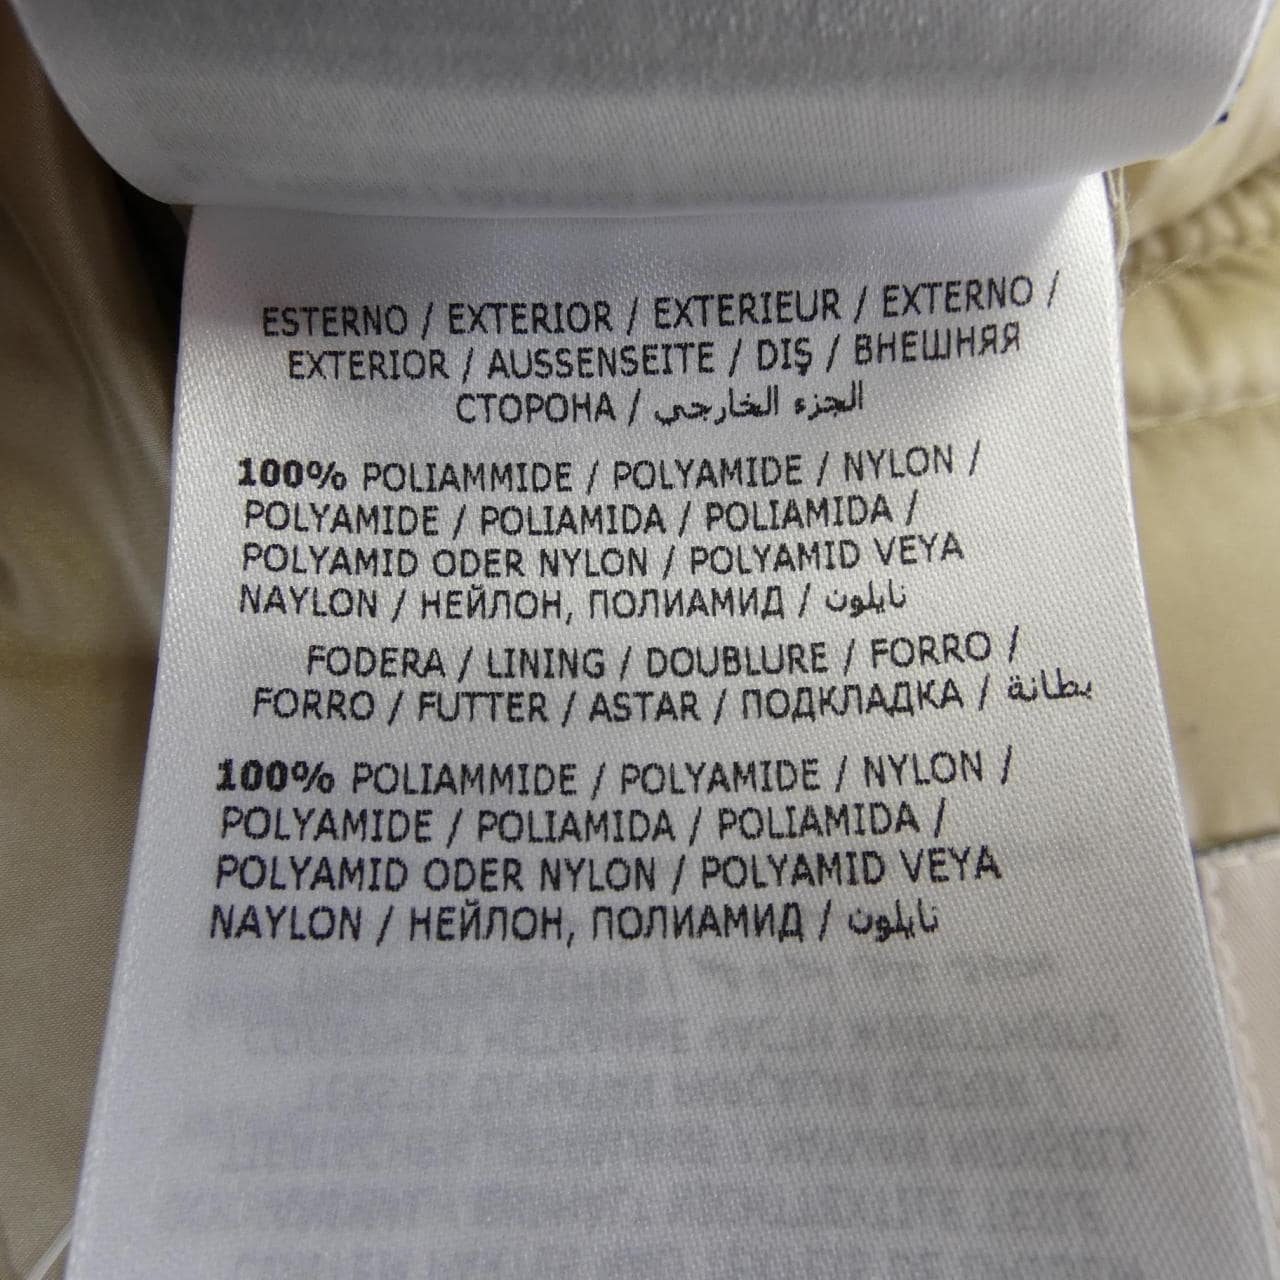 ESTERNO / EXTERIOR / EXTERIEUR / EXTERNO /
EXTERIOR / AUSSENSEITE / DIŞ / ВНЕШНЯЯ
СТОРОНА / الجزء الخارجي
100% POLIAMMIDE / POLYAMIDE / NYLON /
POLYAMIDE / POLIAMIDA / POLIAMIDA /
POLYAMID ODER NYLON / POLYAMID VEYA
NAYLON / НЕЙЛОН, ПОЛИАМИД / نايلون
FODERA / LINING / DOUBLURE / FORRO /
FORRO / FUTTER / ASTAR / ПОДКЛАДКА / بطانة
100% POLIAMMIDE / POLYAMIDE / NYLON /
POLYAMIDE / POLIAMIDA / POLIAMIDA /
POLYAMID ODER NYLON / POLYAMID VEYA
NAYLON / НЕЙЛОН, ПОЛИАМИД / نايلون